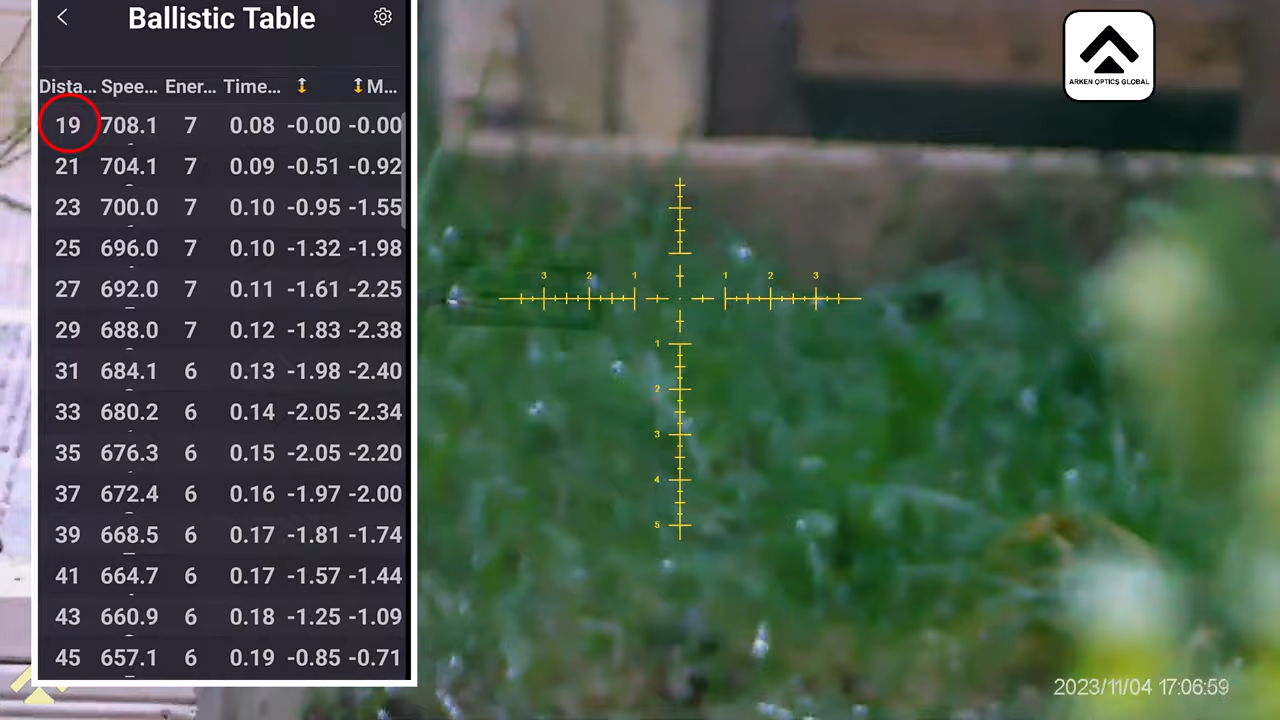 Ballistic Table
Dista... Spee... Ener... Time... ↕ ↕M...
19 708.1 7 0.08 -0.00 -0.00
21 704.1 7 0.09 -0.51 -0.92
23 700.0 7 0.10 -0.95 -1.55
25 696.0 7 0.10 -1.32 -1.98
27 692.0 7 0.11 -1.61 -2.25
29 688.0 7 0.12 -1.83 -2.38
31 684.1 6 0.13 -1.98 -2.40
33 680.2 6 0.14 -2.05 -2.34
35 676.3 6 0.15 -2.05 -2.20
37 672.4 6 0.16 -1.97 -2.00
39 668.5 6 0.17 -1.81 -1.74
41 664.7 6 0.17 -1.57 -1.44
43 660.9 6 0.18 -1.25 -1.09
45 657.1 6 0.19 -0.85 -0.71
ARKEN OPTICS GLOBAL
3 2 1 1 2 3
1
2
3
4
5
2023/11/04 17:06:59